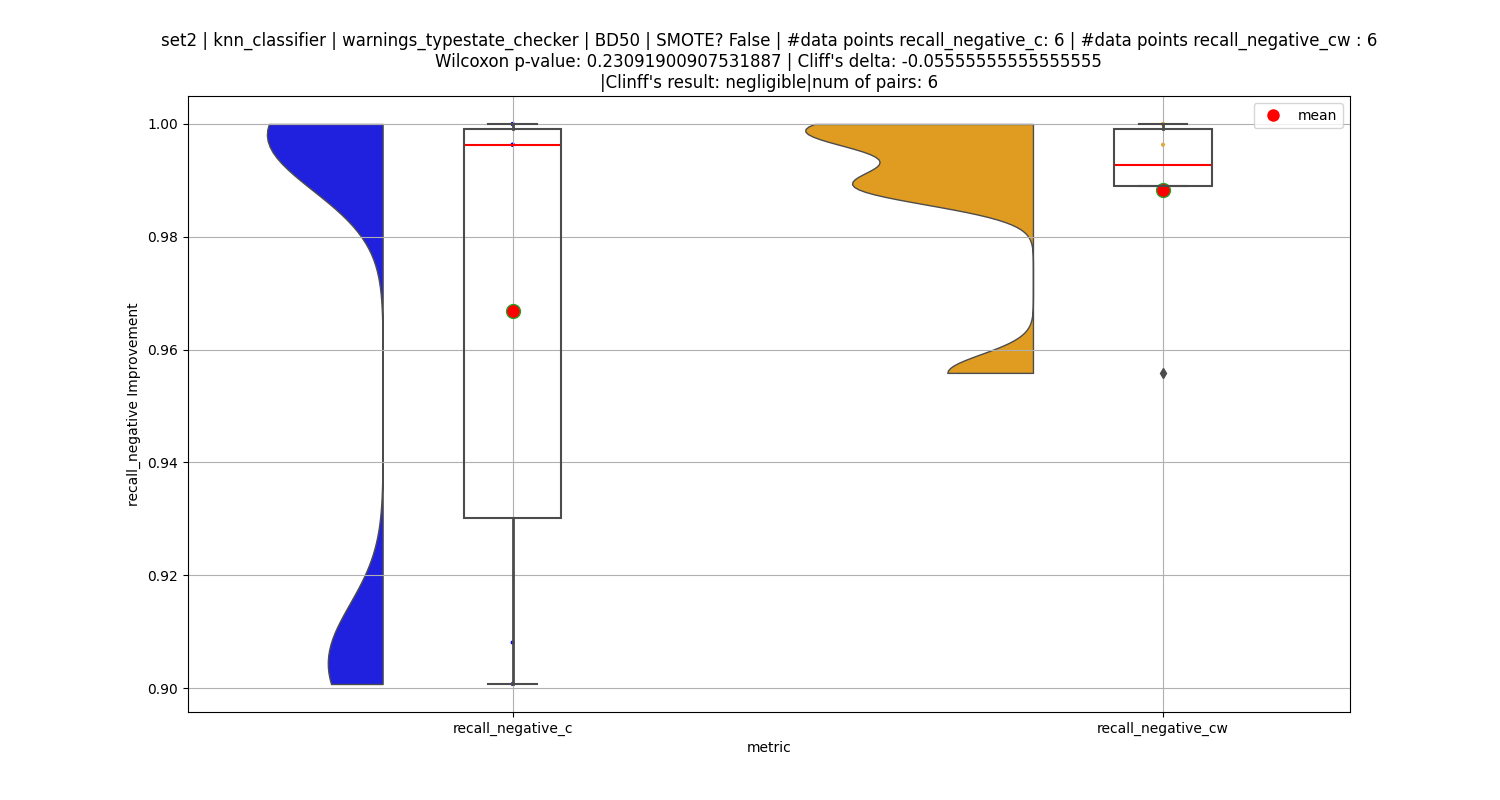 set2 | knn_classifier | warnings_typestate_checker | BD50 | SMOTE? False | #data points recall_negative_c: 6 | #data points recall_negative_cw : 6
Wilcoxon p-value: 0.23091900907531887 | Cliff's delta: -0.05555555555555555
|Clinff's result: negligible|num of pairs: 6
mean
1.00
0.98
0.96
0.94
0.92
0.90
recall_negative Improvement
recall_negative_c
recall_negative_cw
metric